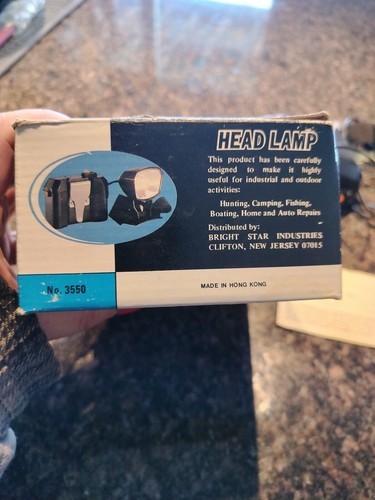 HEAD LAMP
This product has been carefully
designed to make it highly
useful for industrial and outdoor
activities:
Hunting, Camping, Fishing,
Boating, Home and Auto Repairs
Distributed by:
BRIGHT STAR INDUSTRIES
CLIFTON, NEW JERSEY 07015
No. 3550
MADE IN HONG KONG